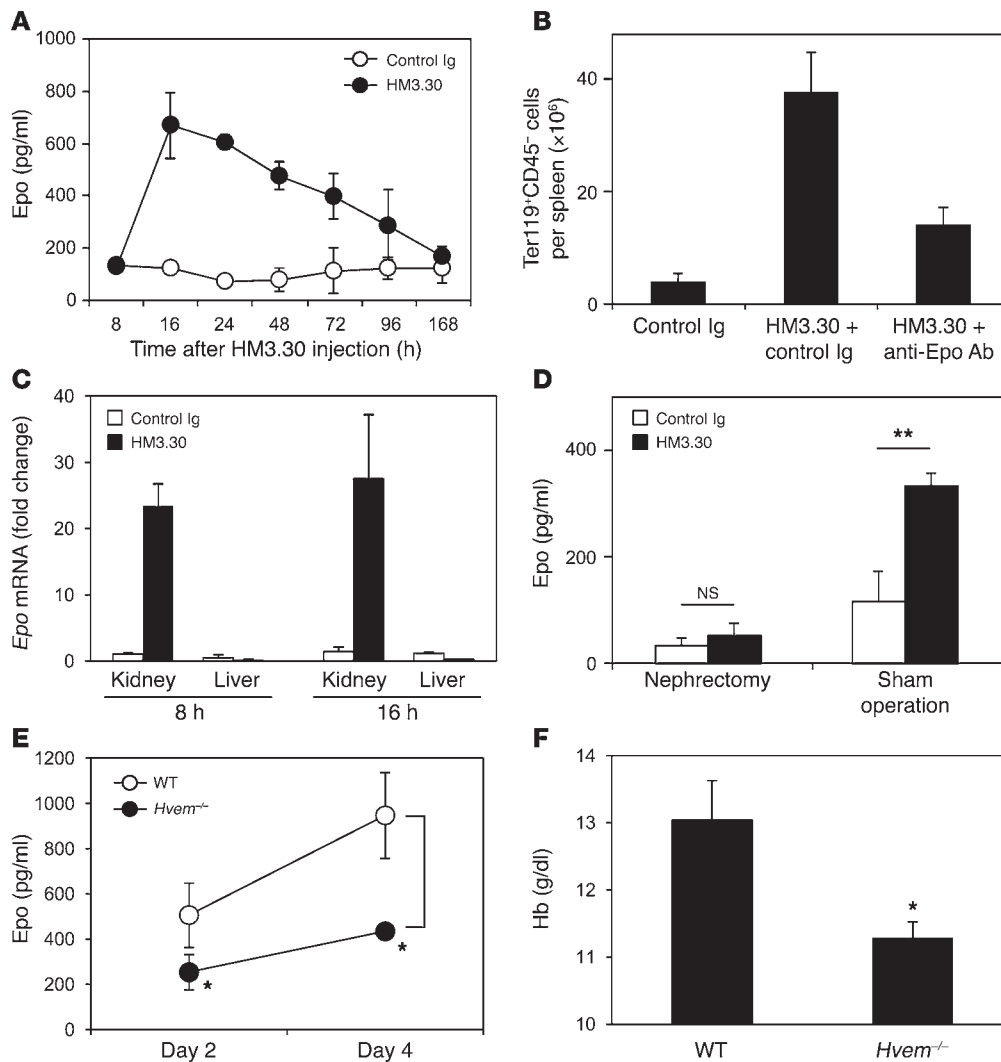 A
1000
800
600
400
200
0
Epo (pg/ml)
Control Ig
HM3.30
8 16 24 48 72 96 168
Time after HM3.30 injection (h)
B
40
20
0
Ter119⁺CD45⁻ cells
per spleen (×10⁶)
Control Ig
HM3.30 +
control Ig
HM3.30 +
anti-Epo Ab
C
40
30
20
10
0
Epo mRNA (fold change)
Control Ig
HM3.30
Kidney Liver Kidney Liver
8 h 16 h
D
400
200
0
Epo (pg/ml)
Control Ig
HM3.30
NS
**
Nephrectomy
Sham
operation
E
1200
1000
800
600
400
200
0
Epo (pg/ml)
WT
Hvem⁻/⁻
*
*
Day 2 Day 4
F
14
13
12
11
10
Hb (g/dl)
*
WT Hvem⁻/⁻